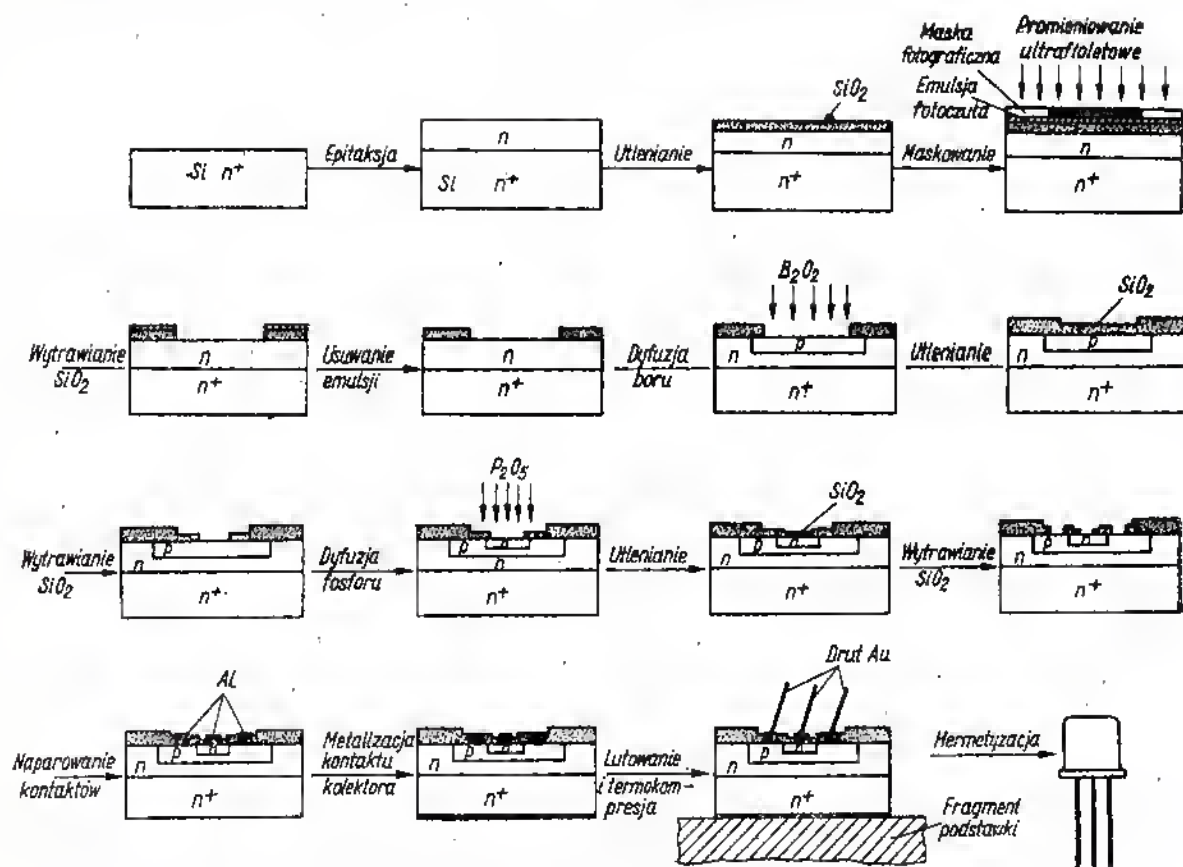 Maska
fotograficzna
Promieniowanie
ultrafioletowe
Emulsja
fotoczuła
SiO2
Si n+
Epitaksja
n
Si n+
Utlenianie
n
n+
Maskowanie
n
n+
Wytrawianie
SiO2
n
n+
Usuwanie
emulsji
n
n+
Dyfuzja
boru
B2O2
p
n
n+
Utlenianie
SiO2
p
n
n+
Wytrawianie
SiO2
p
n
n+
Dyfuzja
fosforu
P2O5
p n
n
n+
Utlenianie
SiO2
p n
n
n+
Wytrawianie
SiO2
p n
n
n+
Naparowanie
kontaktów
Al
p n
n
n+
Metalizacja
kontaktu
kolektora
p n
n
n+
Lutowanie
i termokom-
presja
Drut Au
p n
n
n+
Fragment
podstawki
Hermetyzacja